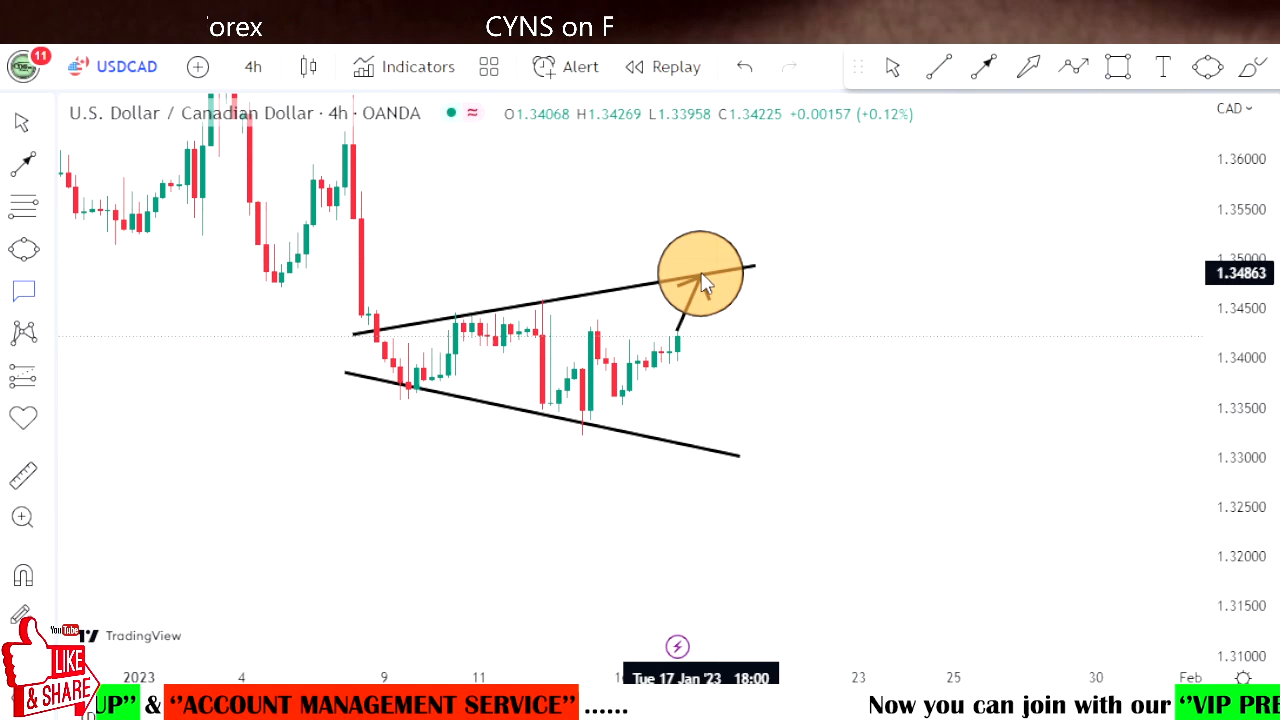 orex CYNS on F
11 USDCAD 4h Indicators Alert Replay
U.S. Dollar / Canadian Dollar · 4h · OANDA O1.34068 H1.34269 L1.33958 C1.34225 +0.00157 (+0.12%) CAD
1.36000
1.35500
1.35000
1.34863
1.34500
1.34000
1.33500
1.33000
1.32500
1.32000
1.31500
1.31000
TradingView
YouTube
LIKE
& SHARE
2023 4 9 11 Tue 17 Jan '23 18:00 23 25 30 Feb
UP" & "ACCOUNT MANAGEMENT SERVICE" ...... Now you can join with our "VIP PRE